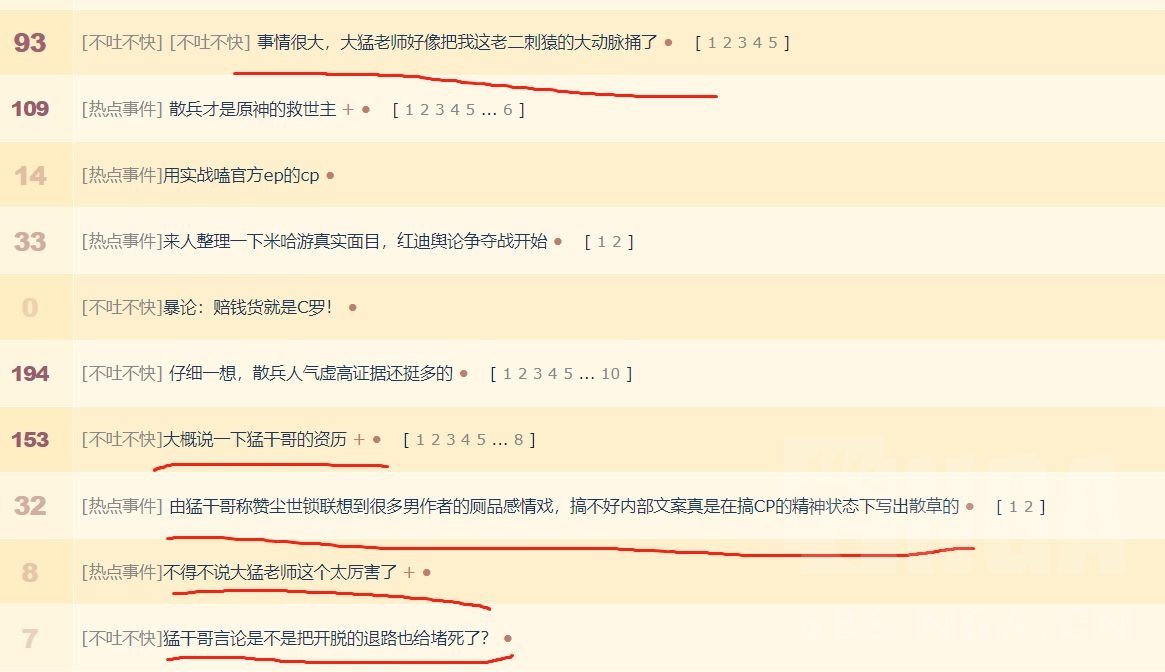 93 [不吐不快] [不吐不快] 事情很大，大猛老师好像把我这老二刺猿的大动脉捅了 [ 1 2 3 4 5 ]
109 [热点事件] 散兵才是原神的救世主 + [ 1 2 3 4 5 ... 6 ]
14 [热点事件]用实战嗑官方ep的cp
33 [热点事件]来人整理一下米哈游真实面目，红迪舆论争夺战开始 [ 1 2 ]
0 [不吐不快]暴论：赔钱货就是C罗！
194 [不吐不快] 仔细一想，散兵人气虚高证据还挺多的 [ 1 2 3 4 5 ... 10 ]
153 [不吐不快]大概说一下猛干哥的资历 + [ 1 2 3 4 5 ... 8 ]
32 [热点事件] 由猛干哥称赞尘世锁联想到很多男作者的厕品感情戏，搞不好内部文案真是在搞CP的精神状态下写出散草的 [ 1 2 ]
8 [热点事件]不得不说大猛老师这个太厉害了 +
7 [不吐不快]猛干哥言论是不是把开脱的退路也给堵死了？